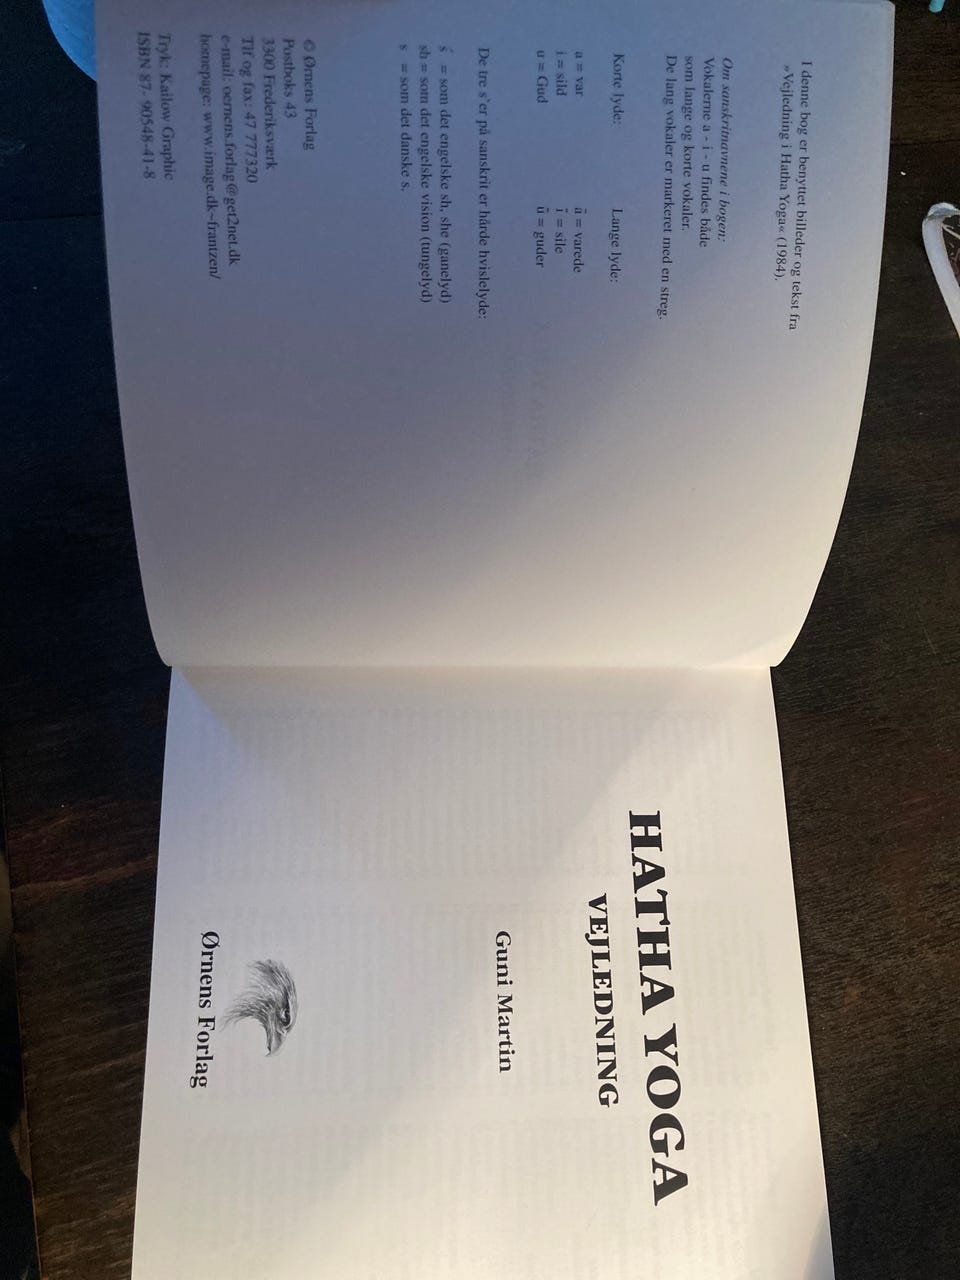 I denne bog er benyttet billeder og tekst fra
»Vejledning i Hatha Yoga« (1984).
Om sanskritnavnene i bogen:
Vokalerne a - i - u findes både
som lange og korte vokaler.
De lang vokaler er markeret med en streg.
Korte lyde: Lange lyde:
a = var ā = varede
i = sild ī = sile
u = Gud ū = guder
De tre s'er på sanskrit er hårde hvislelyde:
ś = som det engelske sh, she (ganelyd)
sh = som det engelske vision (tungelyd)
s = som det danske s.
© Ørnens Forlag
Postboks 43
3300 Frederiksværk
Tlf og fax: 47 777320
e-mail: oernens.forlag@get2net.dk
homepage: www.image.dk~frantzen/
Tryk: Kailow Graphic
ISBN 87- 90548-41-8
HATHA YOGA
VEJLEDNING
Guni Martin
Ørnens Forlag